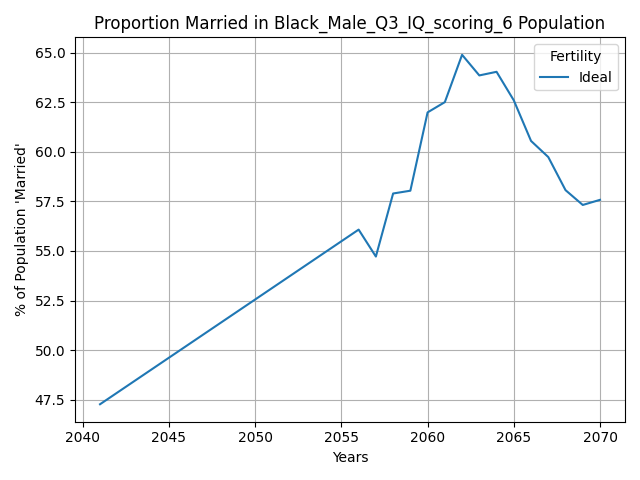 Proportion Married in Black_Male_Q3_IQ_scoring_6 Population
Fertility
Ideal
% of Population 'Married'
65.0
62.5
60.0
57.5
55.0
52.5
50.0
47.5
2040 2045 2050 2055 2060 2065 2070
Years